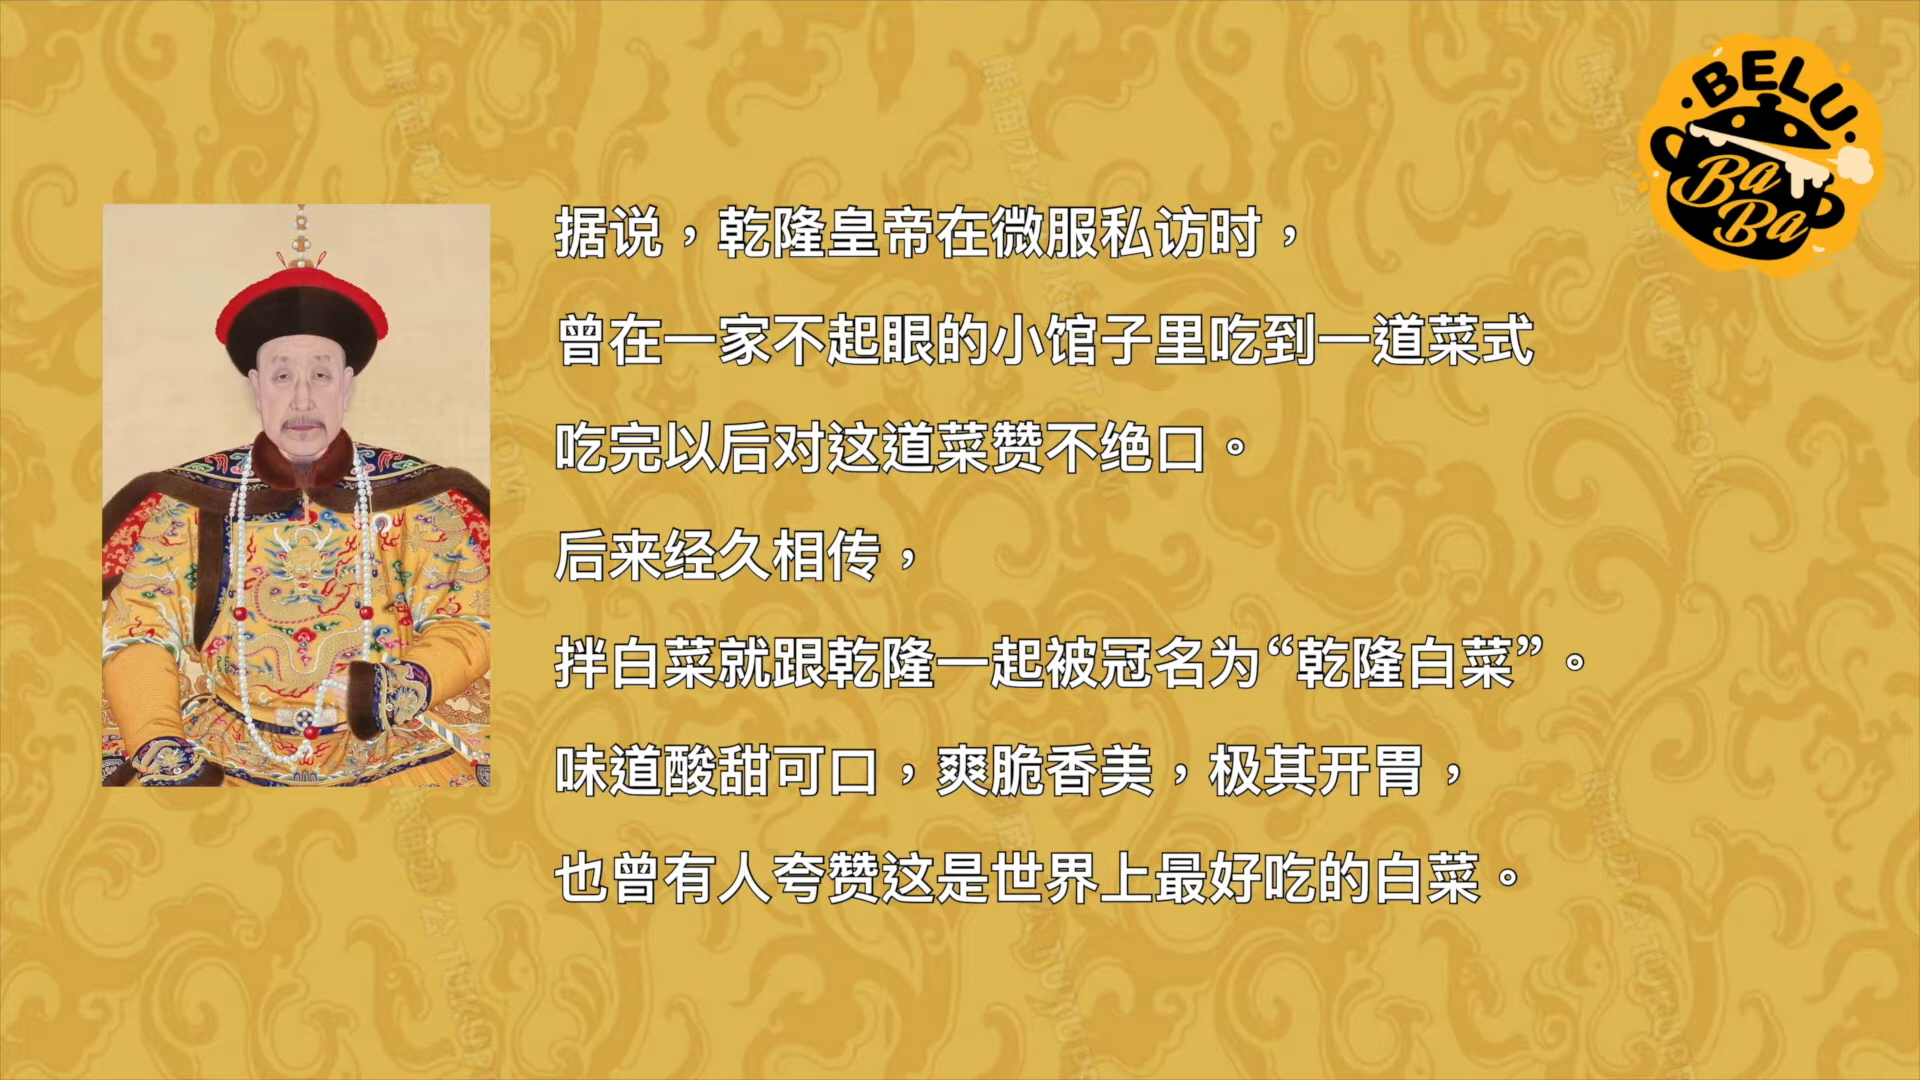 BELU
BaBa
据说，乾隆皇帝在微服私访时，
曾在一家不起眼的小馆子里吃到一道菜式
吃完以后对这道菜赞不绝口。
后来经久相传，
拌白菜就跟乾隆一起被冠名为“乾隆白菜”。
味道酸甜可口，爽脆香美，极其开胃，
也曾有人夸赞这是世界上最好吃的白菜。